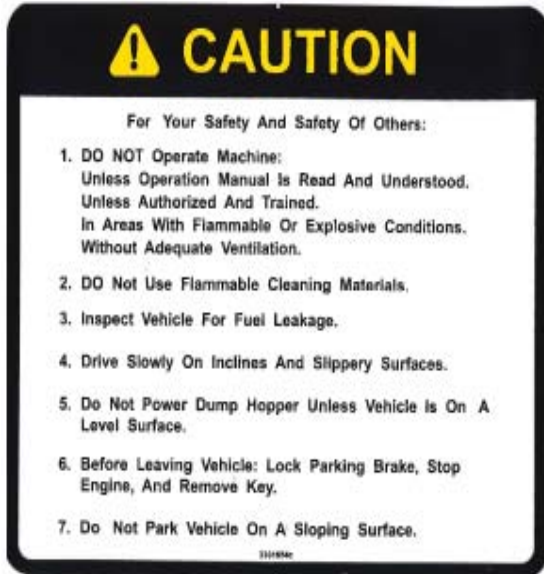 CAUTION
For Your Safety And Safety Of Others:
1. DO NOT Operate Machine:
Unless Operation Manual Is Read And Understood.
Unless Authorized And Trained.
In Areas With Flammable Or Explosive Conditions.
Without Adequate Ventilation.
2. DO Not Use Flammable Cleaning Materials.
3. Inspect Vehicle For Fuel Leakage.
4. Drive Slowly On Inclines And Slippery Surfaces.
5. Do Not Power Dump Hopper Unless Vehicle Is On A
Level Surface.
6. Before Leaving Vehicle: Lock Parking Brake, Stop
Engine, And Remove Key.
7. Do Not Park Vehicle On A Sloping Surface.